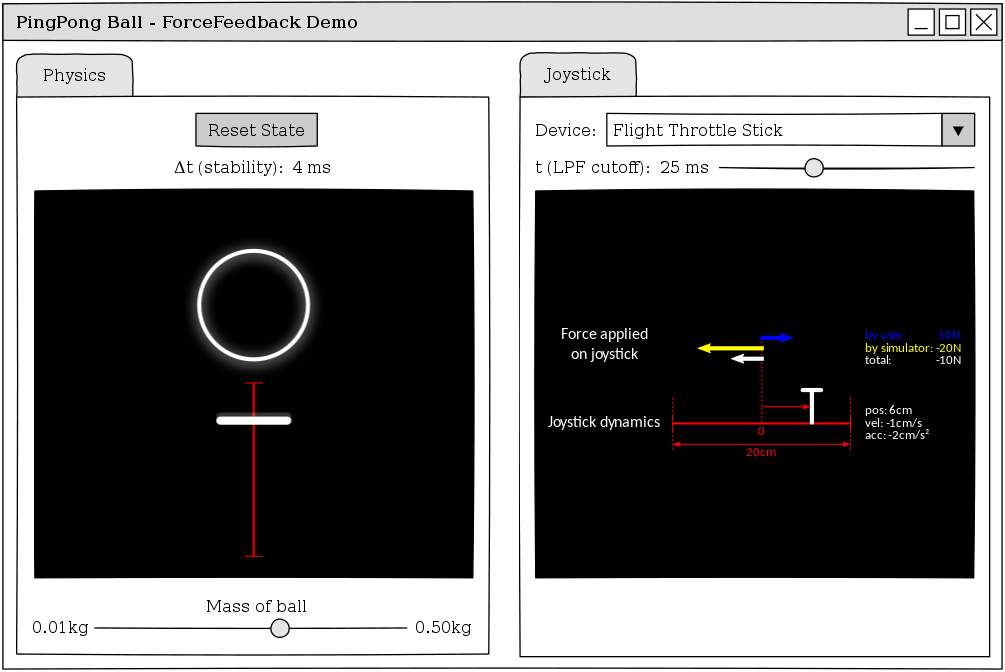 PingPong Ball - ForceFeedback Demo
Physics
Reset State
Δt (stability): 4 ms
Mass of ball
0.01kg
0.50kg
Joystick
Device: Flight Throttle Stick
t (LPF cutoff): 25 ms
Force applied
on joystick
by user: 10N
by simulator: -20N
total: -10N
Joystick dynamics
0
20cm
pos: 6cm
vel: -1cm/s
acc: -2cm/s²